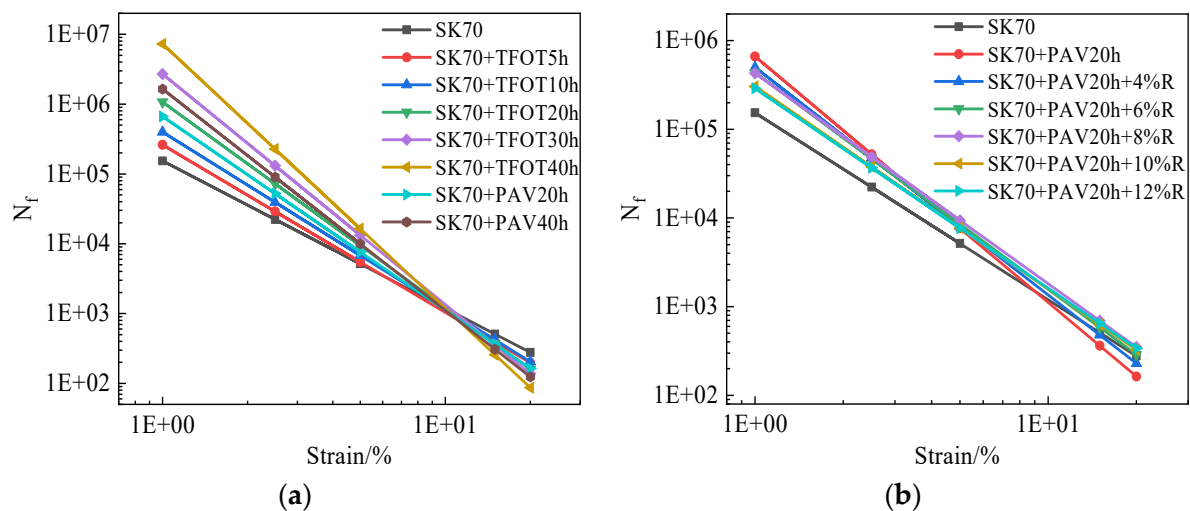 1E+07
1E+06
1E+05
1E+04
1E+03
1E+02
N_f
SK70
SK70+TFOT5h
SK70+TFOT10h
SK70+TFOT20h
SK70+TFOT30h
SK70+TFOT40h
SK70+PAV20h
SK70+PAV40h
1E+00
1E+01
Strain/%
(a)
1E+06
1E+05
1E+04
1E+03
1E+02
N_f
SK70
SK70+PAV20h
SK70+PAV20h+4%R
SK70+PAV20h+6%R
SK70+PAV20h+8%R
SK70+PAV20h+10%R
SK70+PAV20h+12%R
1E+00
1E+01
Strain/%
(b)